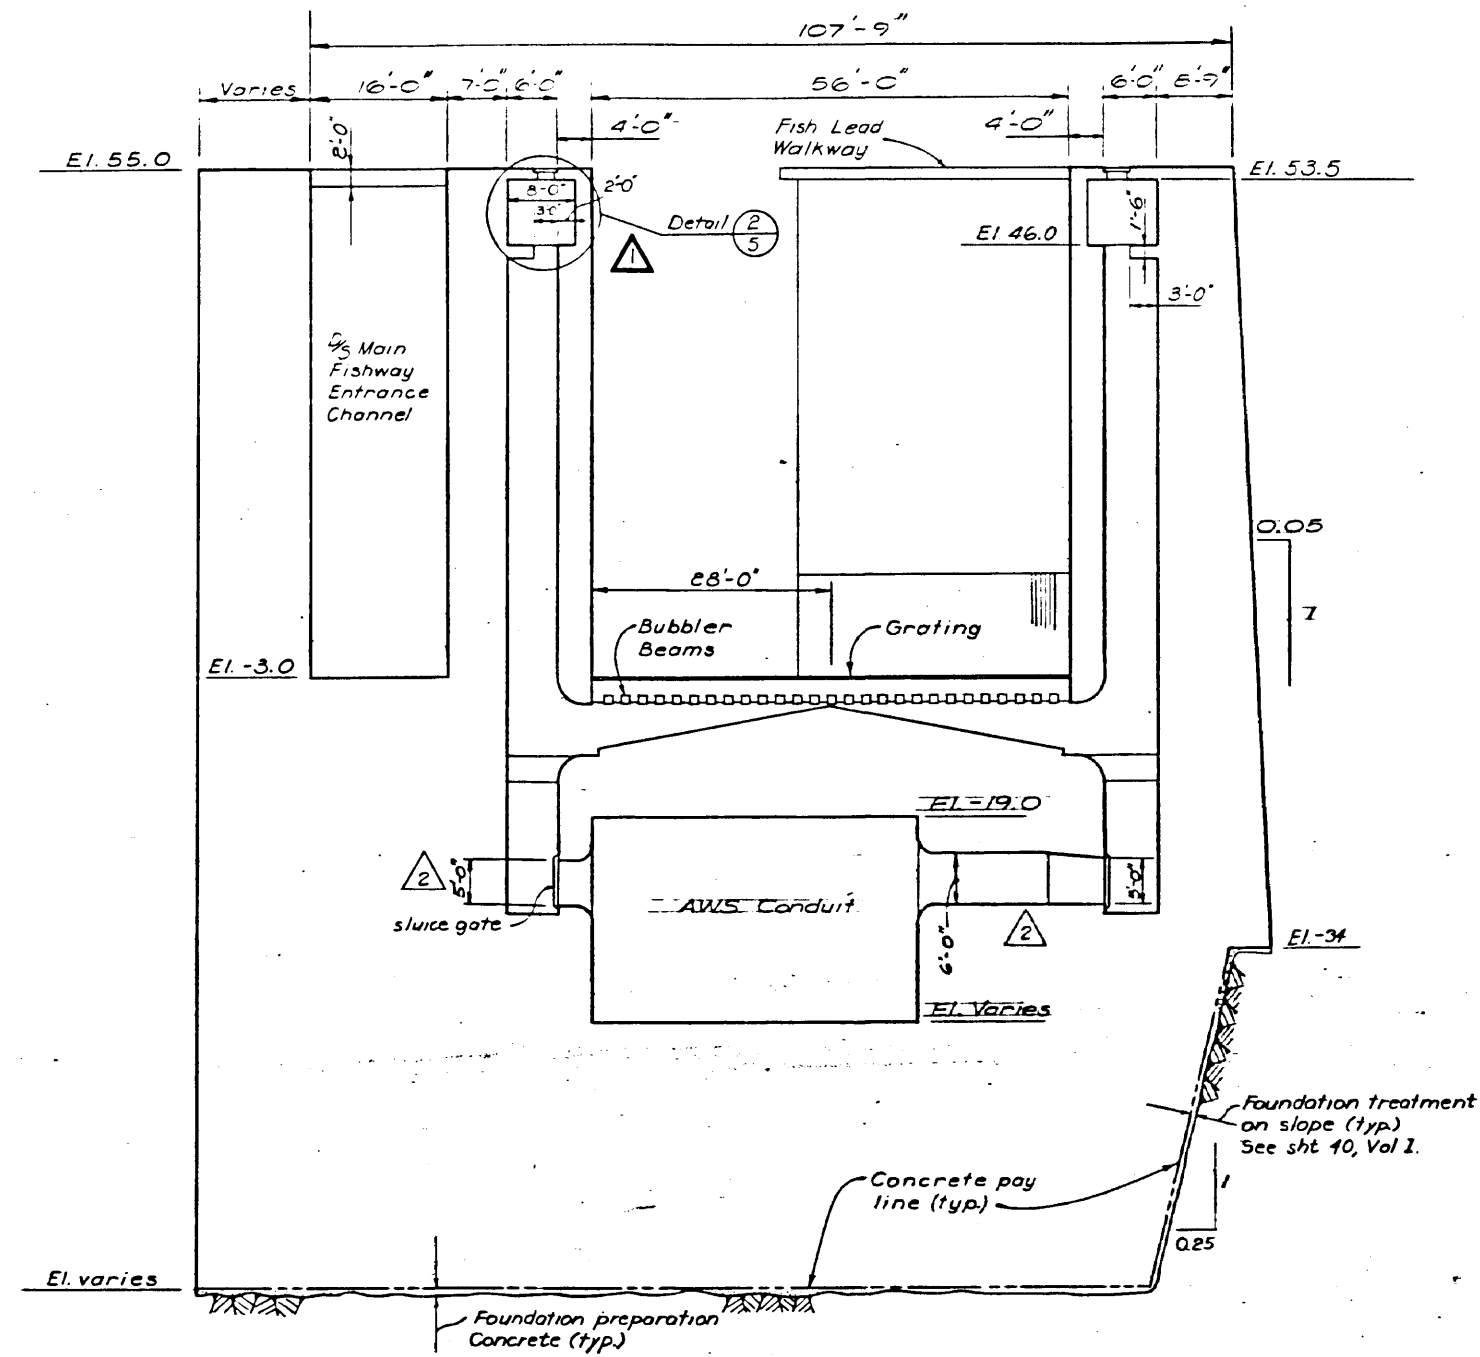 107'-9"
Varies
16'-0"
7'-0"
6'-0"
56'-0"
6'-0"
8'-9"
4'-0"
Fish Lead
Walkway
4'-0"
El. 55.0
2'-0"
El. 53.5
8'-0"
2'-0"
3'-0"
Detail 2
5
1
El. 46.0
1'-6"
3'-0"
D/S Main
Fishway
Entrance
Channel
0.05
1
28'-0"
Bubbler
Beams
Grating
El. -3.0
El. -19.0
2
5'-0"
AWS Conduit
sluice gate
6'-0"
2
5'-0"
El. -34
El. Varies
Foundation treatment
on slope (typ.)
See sht 40, Vol I.
Concrete pay
line (typ.)
1
0.25
El. varies
Foundation preparation
Concrete (typ.)